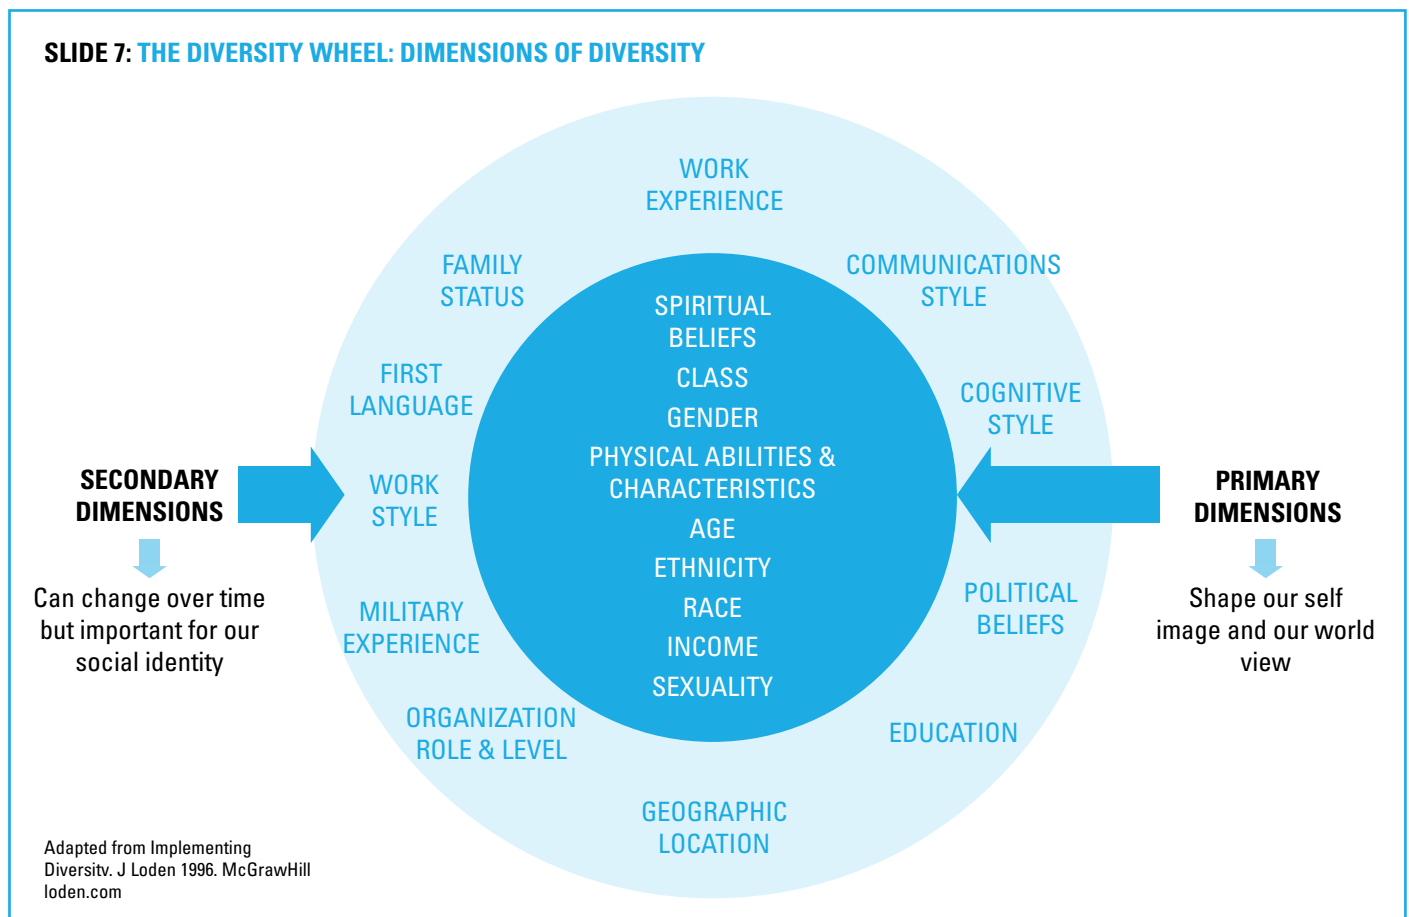 SLIDE 7: THE DIVERSITY WHEEL: DIMENSIONS OF DIVERSITY
WORK
EXPERIENCE
COMMUNICATIONS
STYLE
COGNITIVE
STYLE
POLITICAL
BELIEFS
EDUCATION
GEOGRAPHIC
LOCATION
ORGANIZATION
ROLE & LEVEL
MILITARY
EXPERIENCE
WORK
STYLE
FIRST
LANGUAGE
FAMILY
STATUS
SPIRITUAL
BELIEFS
CLASS
GENDER
PHYSICAL ABILITIES &
CHARACTERISTICS
AGE
ETHNICITY
RACE
INCOME
SEXUALITY
SECONDARY
DIMENSIONS
Can change over time
but important for our
social identity
PRIMARY
DIMENSIONS
Shape our self
image and our world
view
Adapted from Implementing
Diversity. J Loden 1996. McGrawHill
loden.com